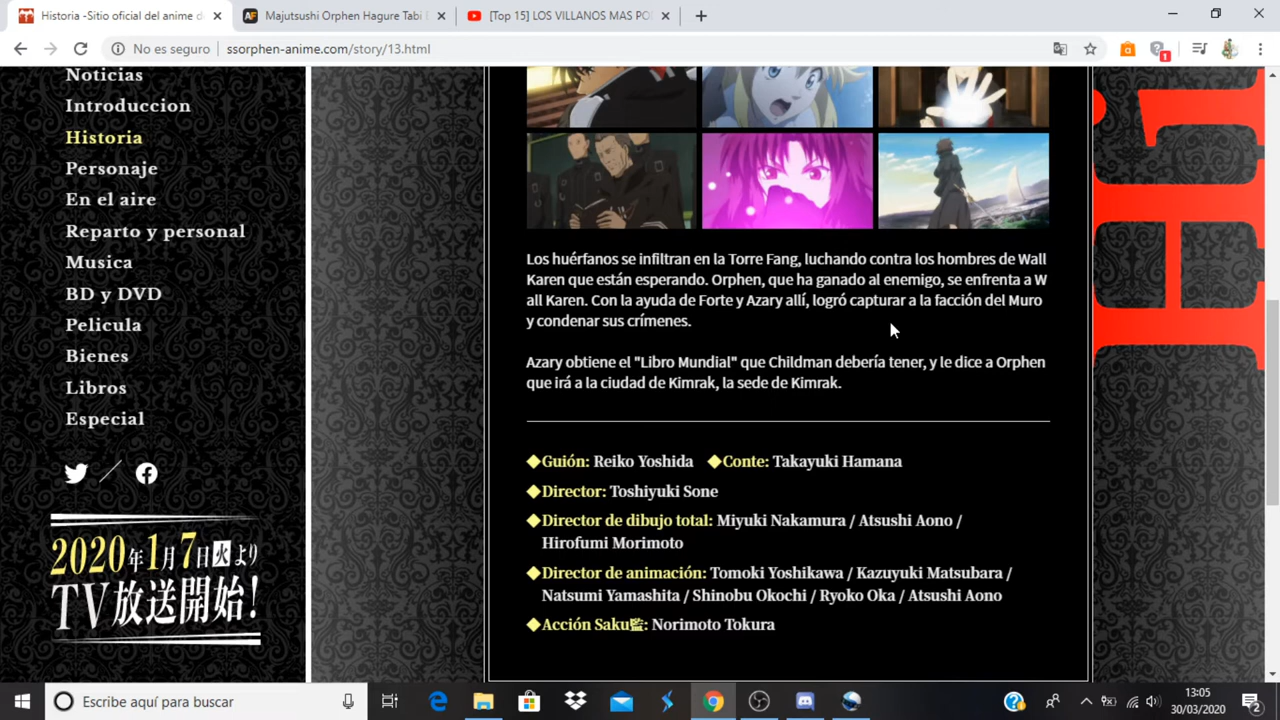 Historia -Sitio oficial del anime d
Majutsushi Orphen Hagure Tabi
[Top 15] LOS VILLANOS MAS PO
No es seguro
ssorphen-anime.com/story/13.html
1
Noticias
Introduccion
Historia
Personaje
En el aire
Reparto y personal
Musica
BD y DVD
Pelicula
Bienes
Libros
Especial
2020年1月7日火より
TV放送開始!
Los huérfanos se infiltran en la Torre Fang, luchando contra los hombres de Wall
Karen que están esperando. Orphen, que ha ganado al enemigo, se enfrenta a W
all Karen. Con la ayuda de Forte y Azary allí, logró capturar a la facción del Muro
y condenar sus crímenes.
Azary obtiene el "Libro Mundial" que Childman debería tener, y le dice a Orphen
que irá a la ciudad de Kimrak, la sede de Kimrak.
◆Guión: Reiko Yoshida ◆Conte: Takayuki Hamana
◆Director: Toshiyuki Sone
◆Director de dibujo total: Miyuki Nakamura / Atsushi Aono /
Hirofumi Morimoto
◆Director de animación: Tomoki Yoshikawa / Kazuyuki Matsubara /
Natsumi Yamashita / Shinobu Okochi / Ryoko Oka / Atsushi Aono
◆Acción Saku監: Norimoto Tokura
Escribe aquí para buscar
13:05
30/03/2020
2